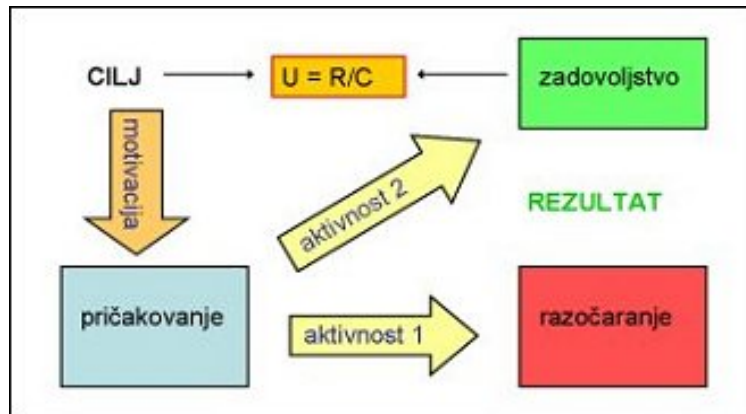 CILJ
U = R/C
zadovoljstvo
motivacija
aktivnost 2
REZULTAT
pričakovanje
aktivnost 1
razočaranje